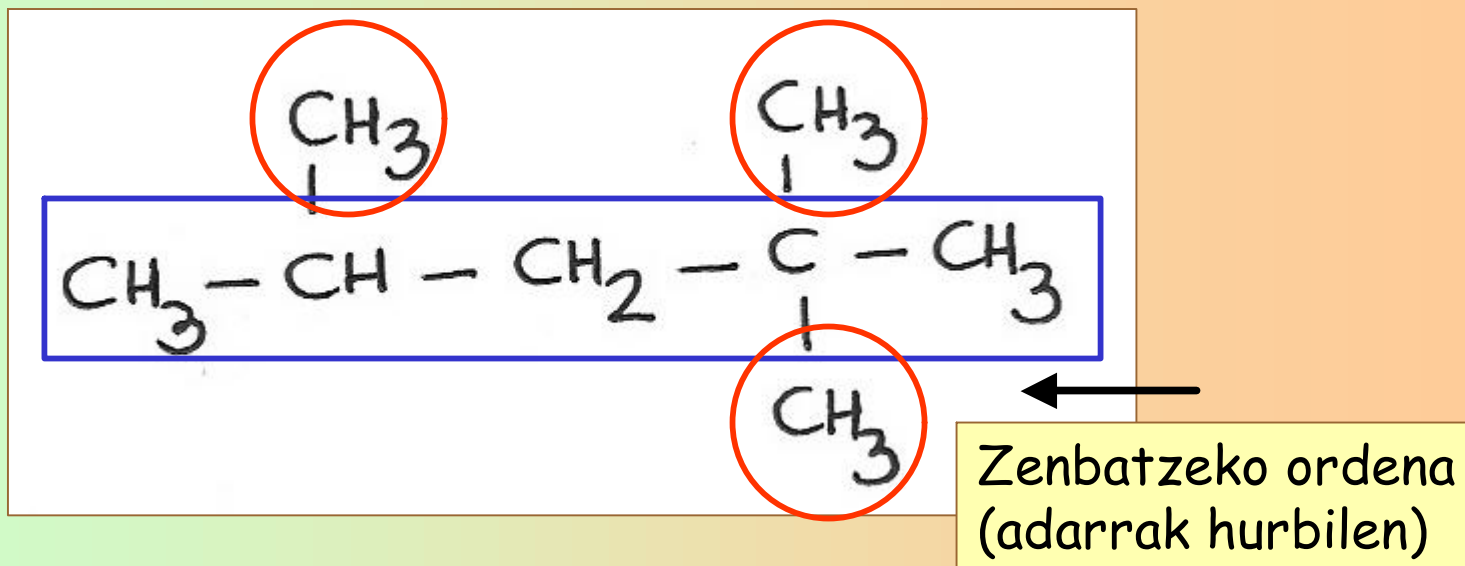 CH3 CH3
CH3 – CH – CH2 – C – CH3
CH3
Zenbatzeko ordena
(adarrak hurbilen)